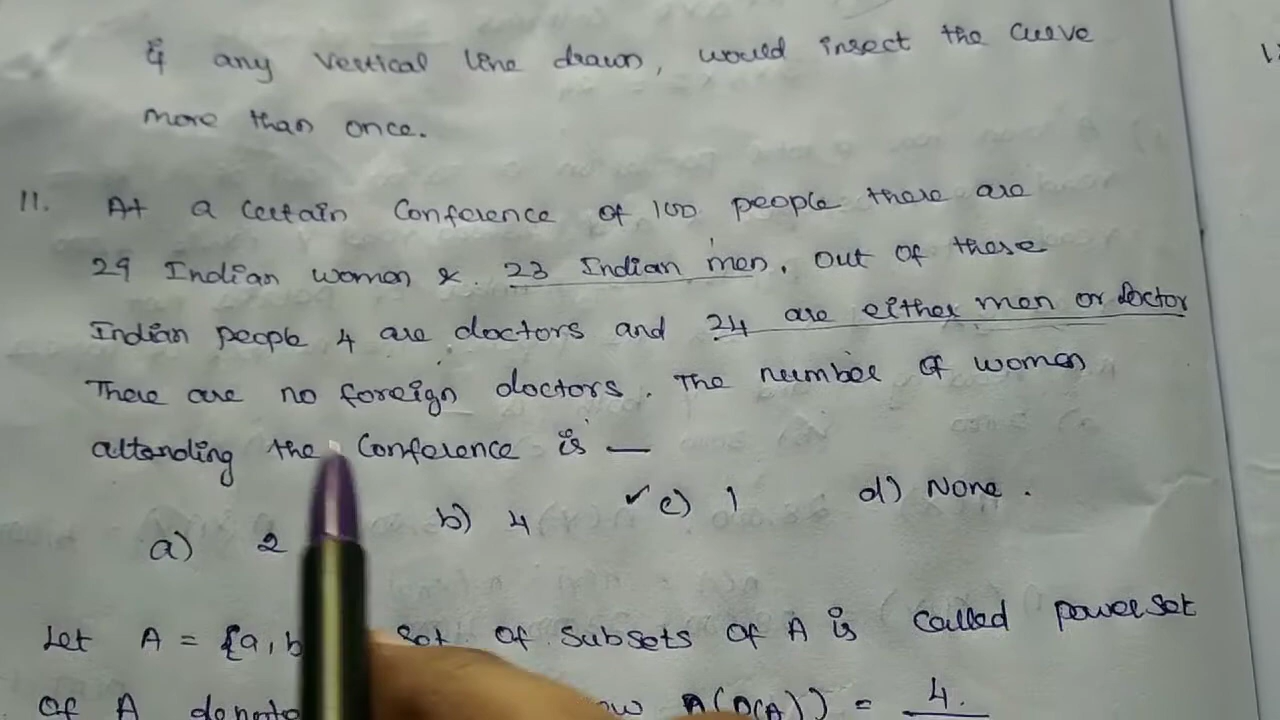 if any vertical line drawn, would insect the curve
more than once.
11. At a certain Conference of 100 people there are
29 Indian women & 23 Indian men. Out of these
Indian people 4 are doctors and 24 are either men or doctor
There are no foreign doctors. The number of women
attending the Conference is —
a) 2 b) 4 ✓c) 1 d) None.
Let A = {a, b Set of Subsets of A is called powerset
of A = 4.